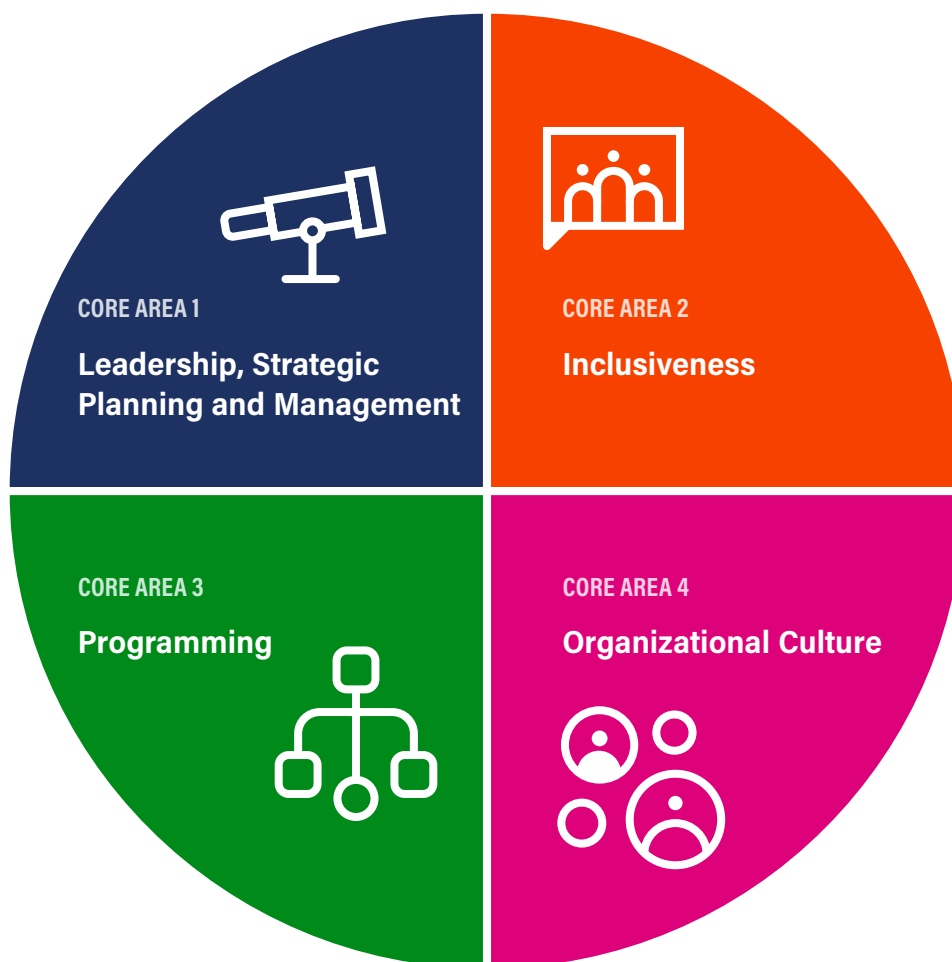 CORE AREA 1
Leadership, Strategic
Planning and Management
CORE AREA 2
Inclusiveness
CORE AREA 3
Programming
CORE AREA 4
Organizational Culture